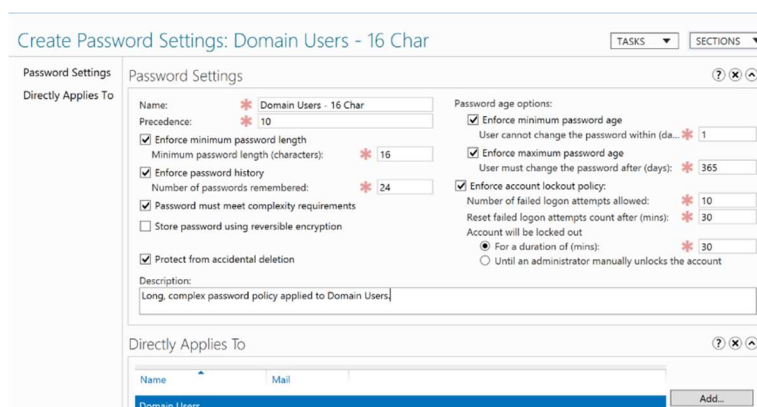 Create Password Settings: Domain Users - 16 Char
TASKS
SECTIONS
Password Settings
Directly Applies To
Password Settings
Name:
Domain Users - 16 Char
Precedence:
10
Enforce minimum password length
Minimum password length (characters):
16
Enforce password history
Number of passwords remembered:
24
Password must meet complexity requirements
Store password using reversible encryption
Protect from accidental deletion
Password age options:
Enforce minimum password age
User cannot change the password within (da...
1
Enforce maximum password age
User must change the password after (days):
365
Enforce account lockout policy:
Number of failed logon attempts allowed:
10
Reset failed logon attempts count after (mins):
30
Account will be locked out
For a duration of (mins):
30
Until an administrator manually unlocks the account
Description:
Long, complex password policy applied to Domain Users.
Directly Applies To
Name
Mail
Add...
Domain Users